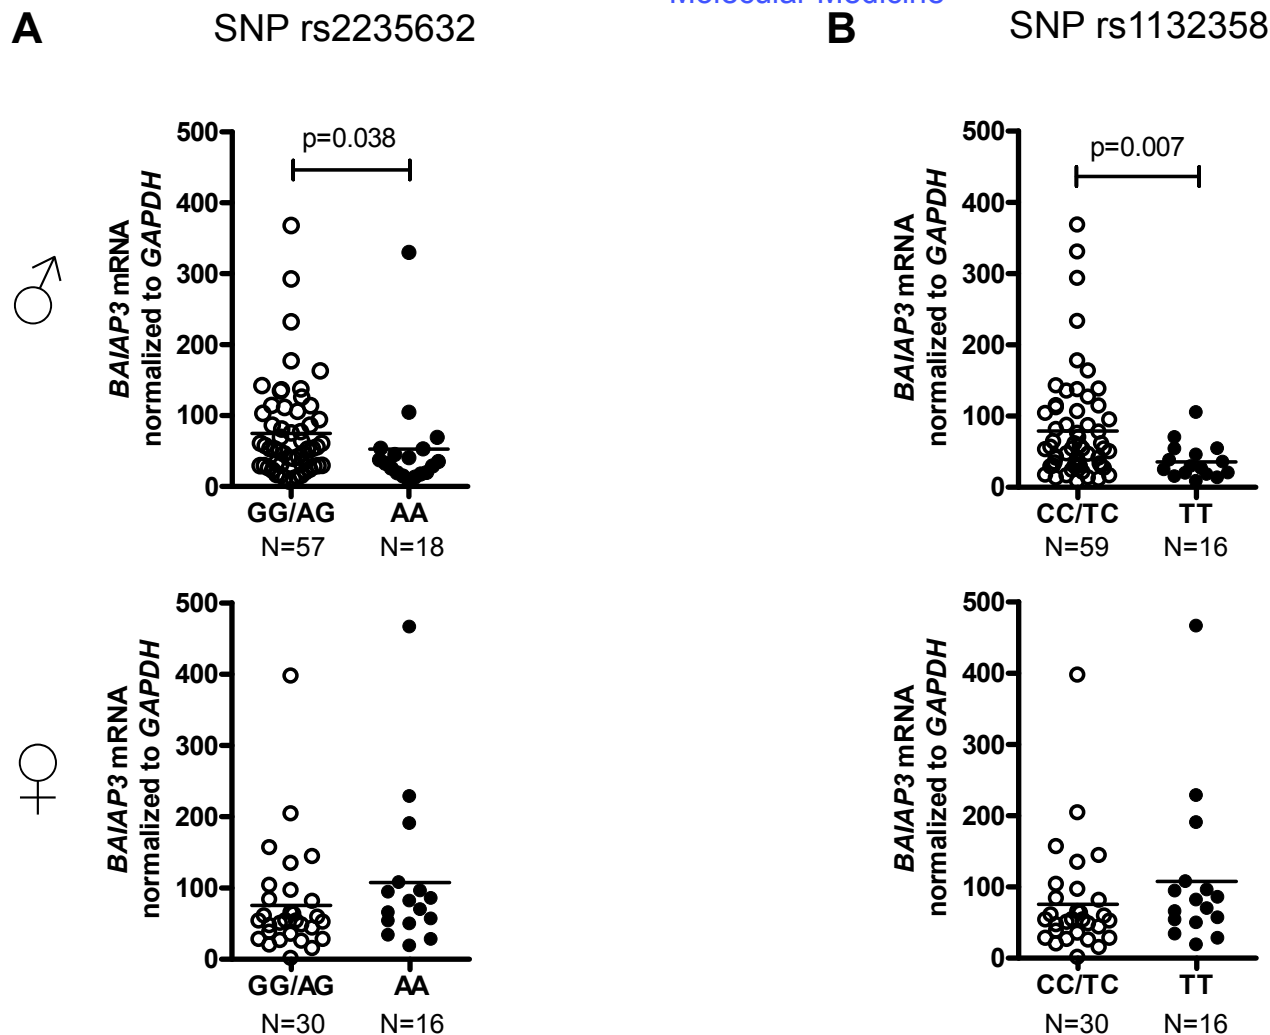 Molecular Medicine
A
SNP rs2235632
B
SNP rs1132358
BAIAP3 mRNA
normalized to GAPDH
500
400
300
200
100
0
p=0.038
GG/AG
AA
N=57
N=18
BAIAP3 mRNA
normalized to GAPDH
500
400
300
200
100
0
p=0.007
CC/TC
TT
N=59
N=16
BAIAP3 mRNA
normalized to GAPDH
500
400
300
200
100
0
GG/AG
AA
N=30
N=16
BAIAP3 mRNA
normalized to GAPDH
500
400
300
200
100
0
CC/TC
TT
N=30
N=16